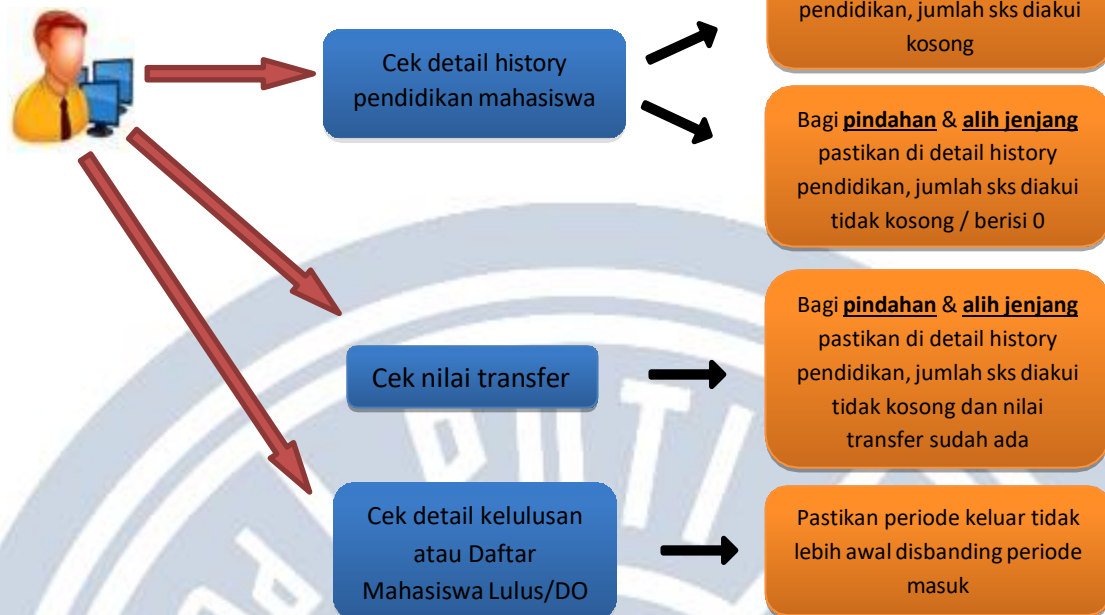 pendidikan, jumlah sks diakui
kosong
Cek detail history
pendidikan mahasiswa
Bagi pindahan & alih jenjang
pastikan di detail history
pendidikan, jumlah sks diakui
tidak kosong / berisi 0
Cek nilai transfer
Bagi pindahan & alih jenjang
pastikan di detail history
pendidikan, jumlah sks diakui
tidak kosong dan nilai
transfer sudah ada
Cek detail kelulusan
atau Daftar
Mahasiswa Lulus/DO
Pastikan periode keluar tidak
lebih awal disbanding periode
masuk